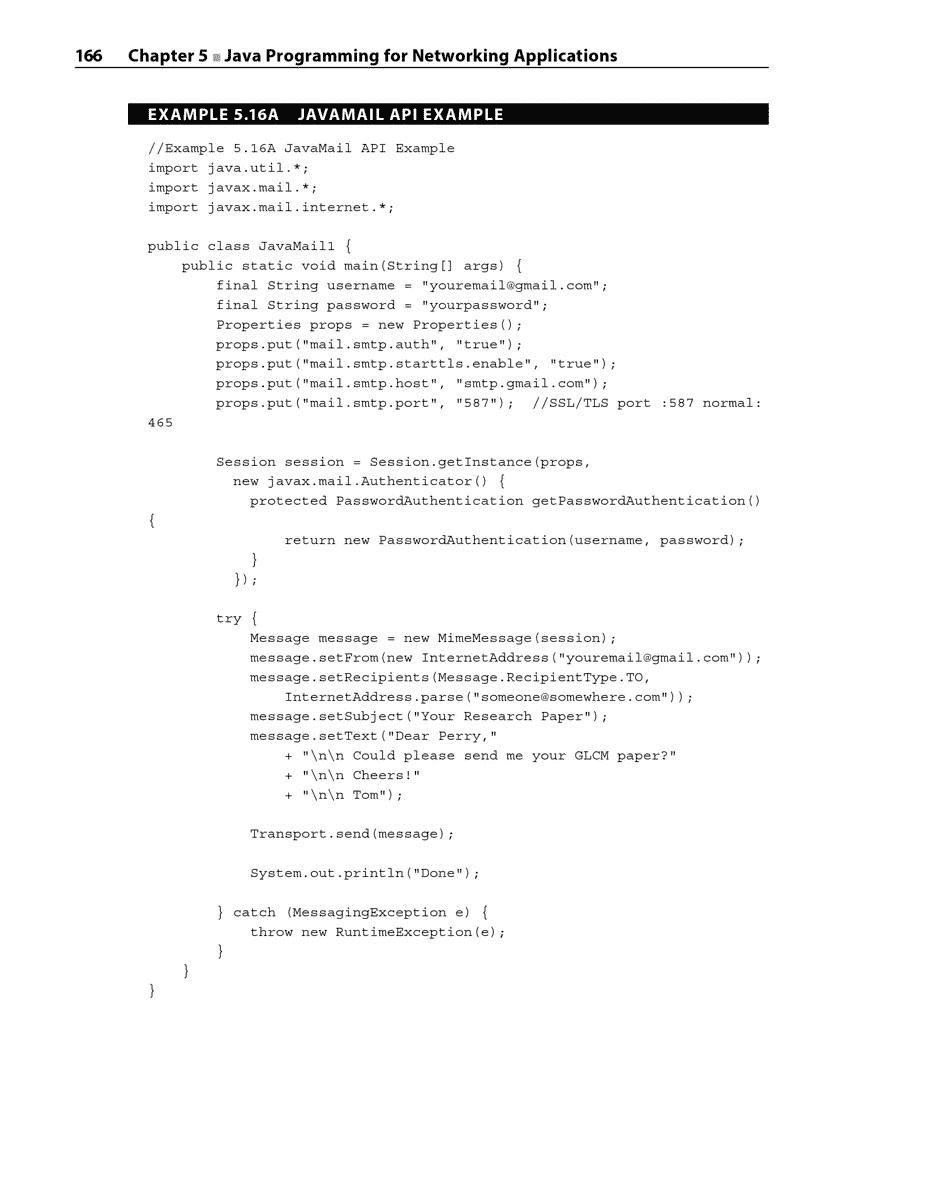 166 Chapter 5 ■ Java Programming for Networking Applications
EXAMPLE 5.16A JAVAMAIL API EXAMPLE
//Example 5.16A JavaMail API Example
import java.util.*;
import javax.mail.*;
import javax.mail.internet.*;

public class JavaMail1 {
    public static void main(String[] args) {
        final String username = "youremail@gmail.com";
        final String password = "yourpassword";
        Properties props = new Properties();
        props.put("mail.smtp.auth", "true");
        props.put("mail.smtp.starttls.enable", "true");
        props.put("mail.smtp.host", "smtp.gmail.com");
        props.put("mail.smtp.port", "587");  //SSL/TLS port :587 normal:
465

        Session session = Session.getInstance(props,
          new javax.mail.Authenticator() {
            protected PasswordAuthentication getPasswordAuthentication()
{
                return new PasswordAuthentication(username, password);
            }
          });

        try {
            Message message = new MimeMessage(session);
            message.setFrom(new InternetAddress("youremail@gmail.com"));
            message.setRecipients(Message.RecipientType.TO,
                InternetAddress.parse("someone@somewhere.com"));
            message.setSubject("Your Research Paper");
            message.setText("Dear Perry,"
                + "\n\n Could please send me your GLCM paper?"
                + "\n\n Cheers!"
                + "\n\n Tom");

            Transport.send(message);

            System.out.println("Done");

        } catch (MessagingException e) {
            throw new RuntimeException(e);
        }
    }
}